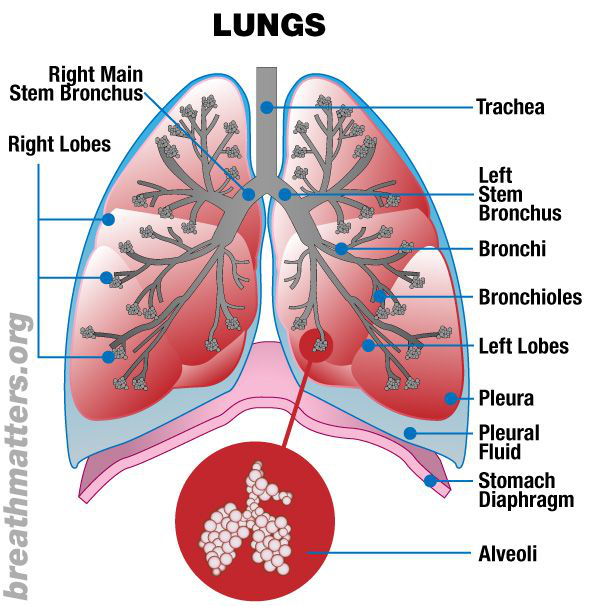 LUNGS
Right Main
Stem Bronchus
Right Lobes
Trachea
Left
Stem
Bronchus
Bronchi
Bronchioles
Left Lobes
Pleura
Pleural
Fluid
Stomach
Diaphragm
Alveoli
breathmatters.org